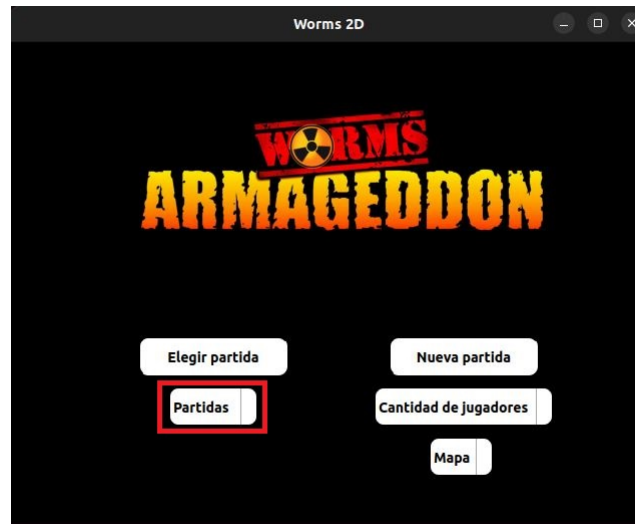 Worms 2D
WORMS
ARMAGEDDON
Elegir partida
Nueva partida
Partidas
Cantidad de jugadores
Mapa